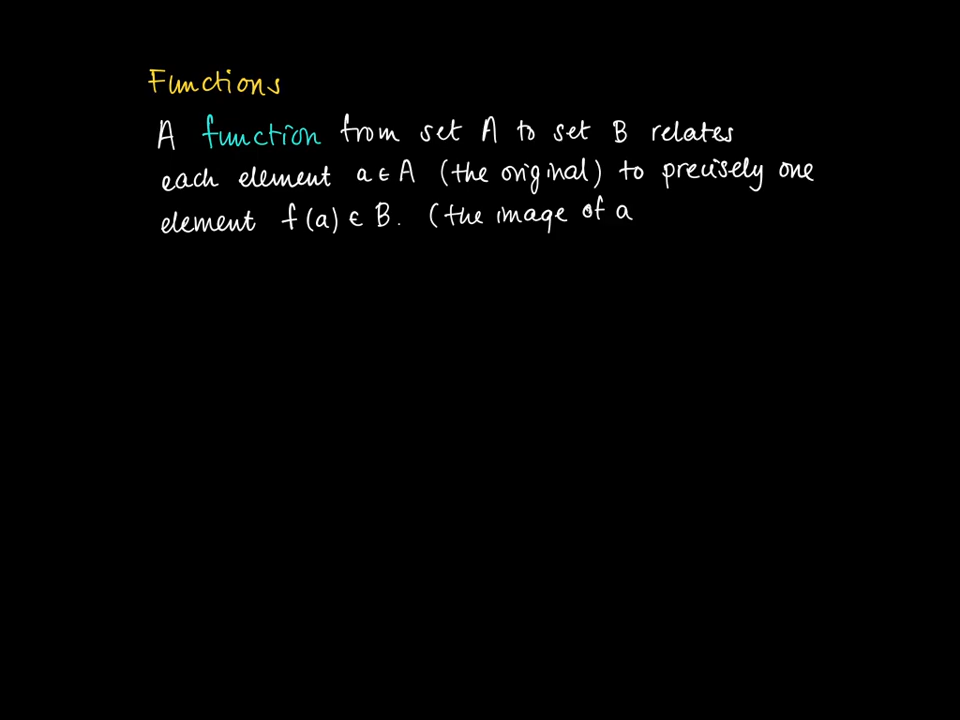 Functions
A function from set A to set B relates
each element a ∈ A (the original) to precisely one
element f(a) ∈ B. (the image of a